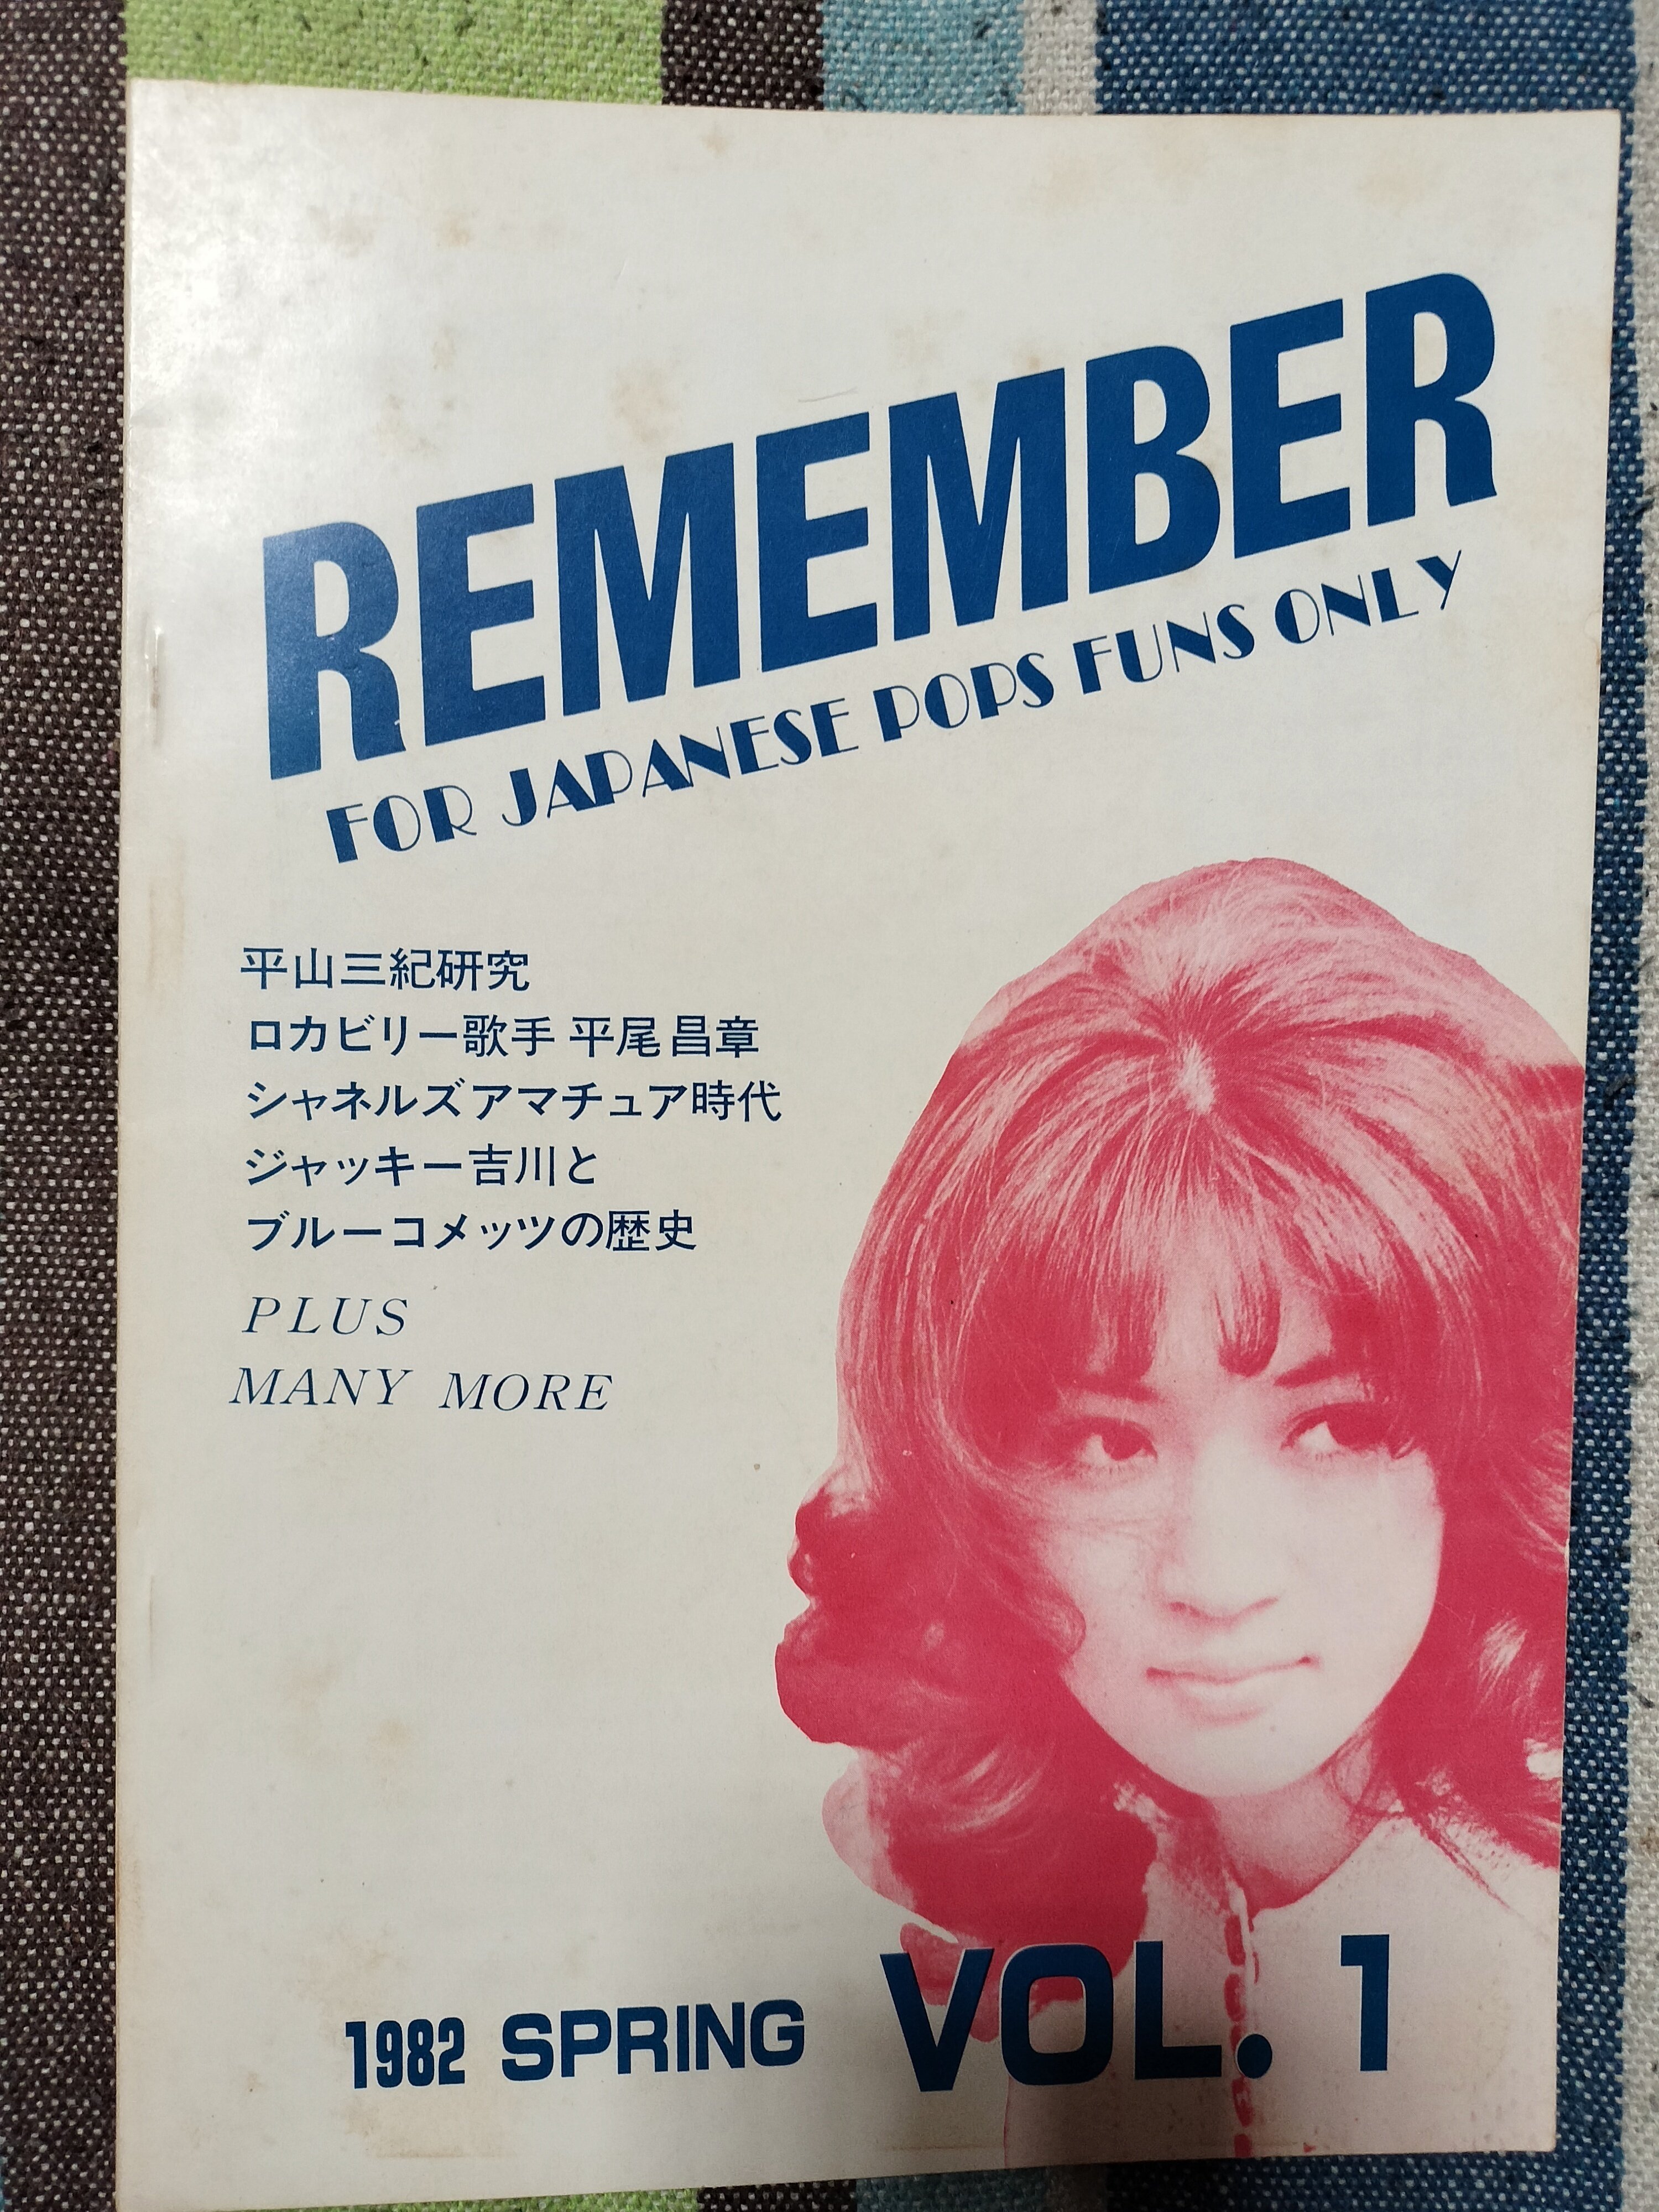 REMEMBER
FOR JAPANESE POPS FUNS ONLY
平山三紀研究
ロカビリー歌手 平尾昌章
シャネルズアマチュア時代
ジャッキー吉川と
ブルーコメッツの歴史
PLUS
MANY MORE
1982 SPRING VOL. 1